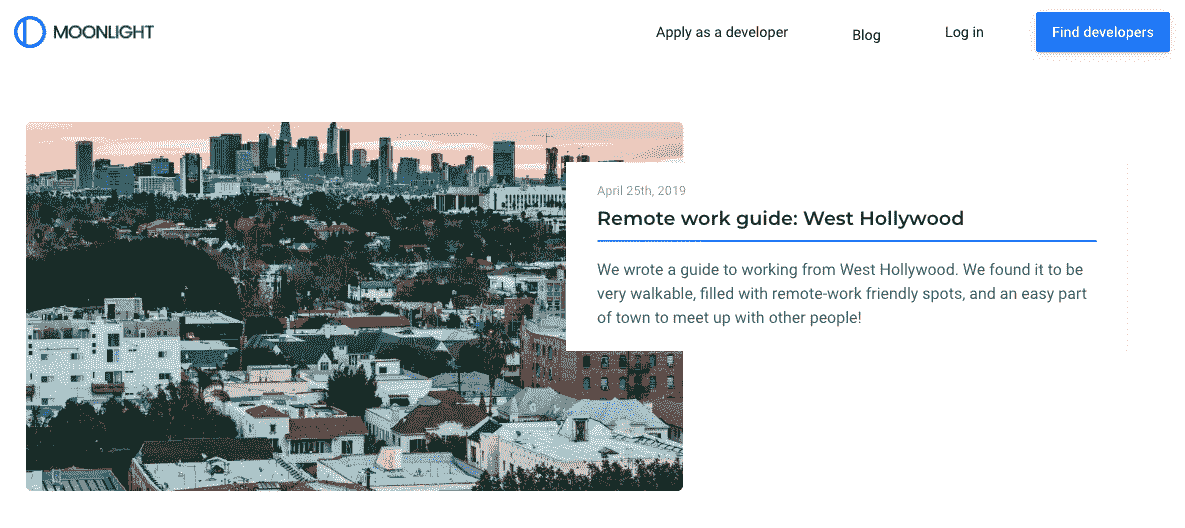 MOONLIGHT
Apply as a developer
Blog
Log in
Find developers
April 25th, 2019
Remote work guide: West Hollywood
We wrote a guide to working from West Hollywood. We found it to be
very walkable, filled with remote-work friendly spots, and an easy part
of town to meet up with other people!